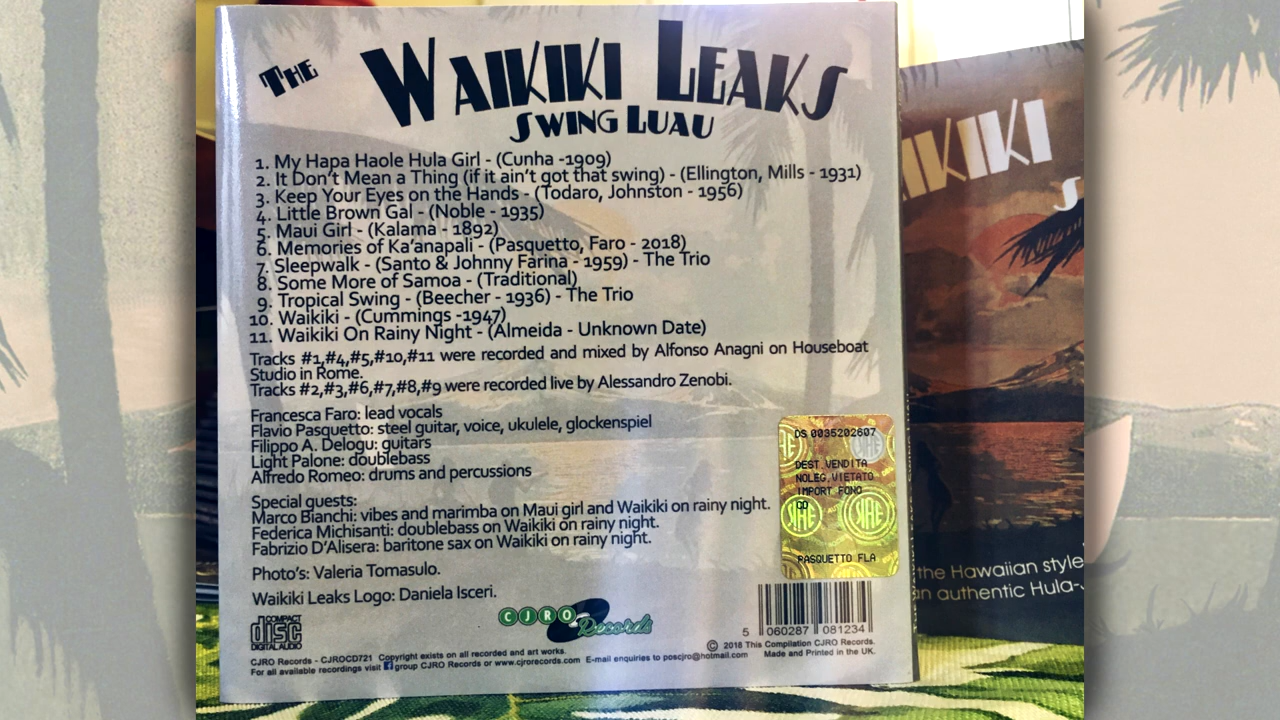 THE
WAIKIKI LEAKS
SWING LUAU
1. My Hapa Haole Hula Girl - (Cunha -1909)
2. It Don't Mean a Thing (if it ain't got that swing) - (Ellington, Mills - 1931)
3. Keep Your Eyes on the Hands - (Todaro, Johnston - 1956)
4. Little Brown Gal - (Noble - 1935)
5. Maui Girl - (Kalama - 1892)
6. Memories of Ka'anapali - (Pasquetto, Faro - 2018)
7. Sleepwalk - (Santo & Johnny Farina - 1959) - The Trio
8. Some More of Samoa - (Traditional)
9. Tropical Swing - (Beecher - 1936) - The Trio
10. Waikiki - (Cummings -1947)
11. Waikiki On Rainy Night - (Almeida - Unknown Date)
Tracks #1,#4,#5,#10,#11 were recorded and mixed by Alfonso Anagni on Houseboat
Studio in Rome.
Tracks #2,#3,#6,#7,#8,#9 were recorded live by Alessandro Zenobi.
Francesca Faro: lead vocals
Flavio Pasquetto: steel guitar, voice, ukulele, glockenspiel
Filippo A. Delogu: guitars
Light Palone: doublebass
Alfredo Romeo: drums and percussions
Special guests:
Marco Bianchi: vibes and marimba on Maui girl and Waikiki on rainy night.
Federica Michisanti: doublebass on Waikiki on rainy night.
Fabrizio D'Alisera: baritone sax on Waikiki on rainy night.
Photo's: Valeria Tomasulo.
Waikiki Leaks Logo: Daniela Isceri.
COMPACT
disc
DIGITAL AUDIO
CJRO Records
CJRO Records - CJROCD721 Copyright exists on all recorded and art works.
For all available recordings visit f group CJRO Records or www.cjrorecords.com E-mail enquiries to poscjro@hotmail.com
© 2018 This Compilation CJRO Records.
Made and Printed in the UK.
5 060287 081234
DS 0035202607
DEST.VENDITA
NOLEG.VIETATO
IMPORT FONO
CD
PASQUETTO FLA
IKIKI
S
the Hawaiian style
an authentic Hula-